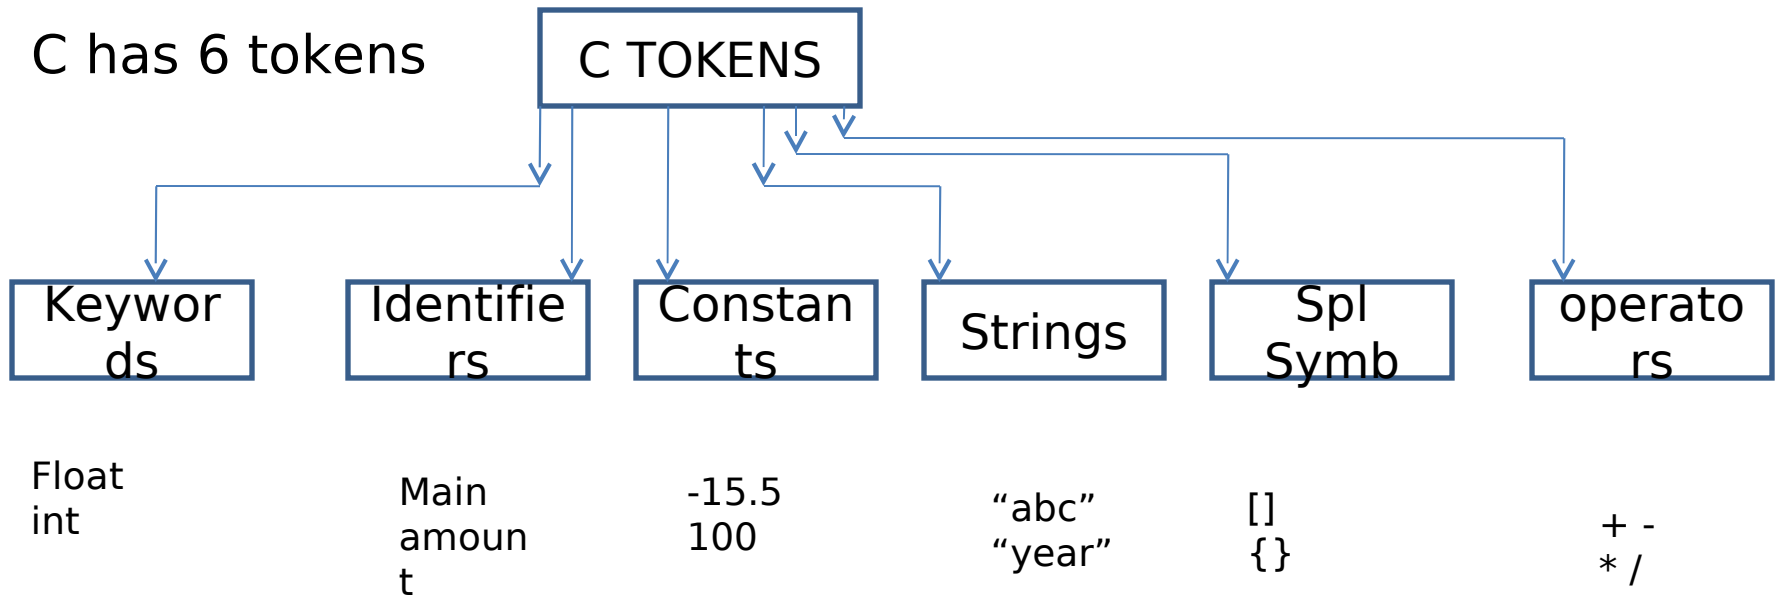 C has 6 tokens
C TOKENS
Keywor
ds
Identifie
rs
Constan
ts
Strings
Spl
Symb
operato
rs
Float
int
Main
amoun
t
-15.5
100
“abc”
“year”
[]
{}
+ -
* /